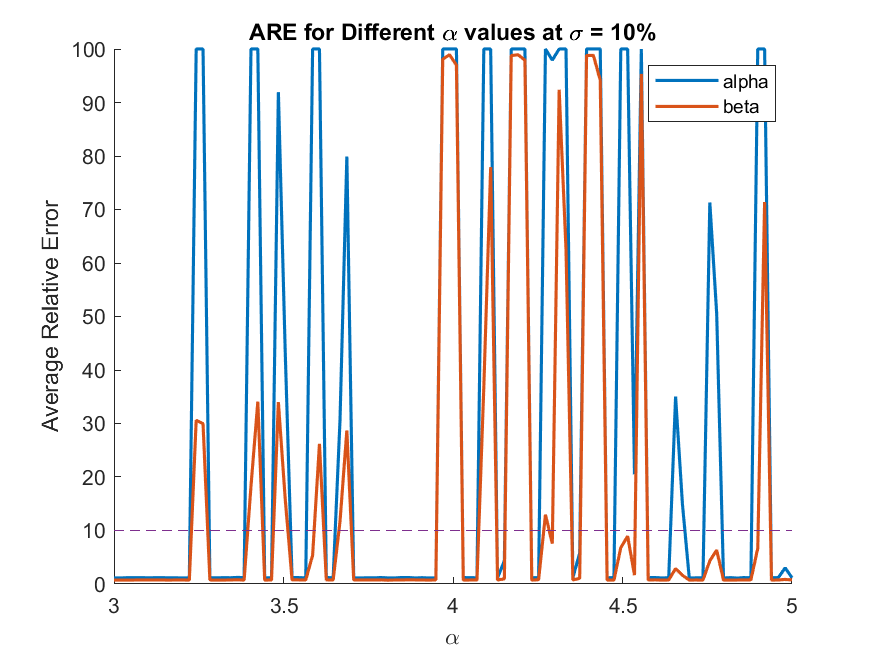 ARE for Different α values at σ = 10%
100
90
80
70
60
50
40
30
20
10
0
Average Relative Error
alpha
beta
3 3.5 4 4.5 5
α